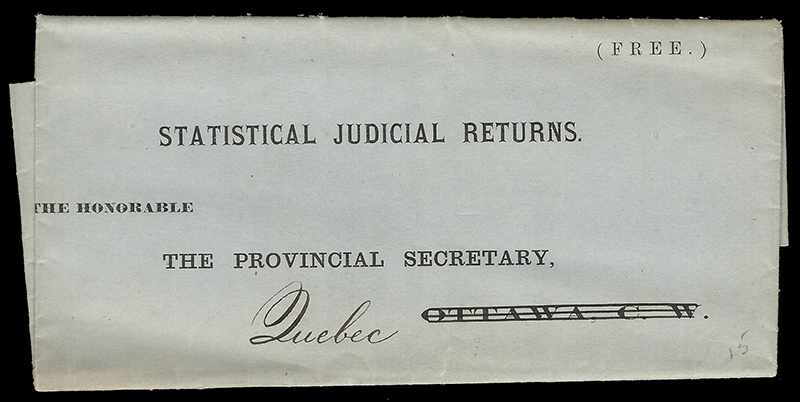 (FREE.)
STATISTICAL JUDICIAL RETURNS.
THE HONORABLE
THE PROVINCIAL SECRETARY,
Quebec OTTAWA, C. W.
15